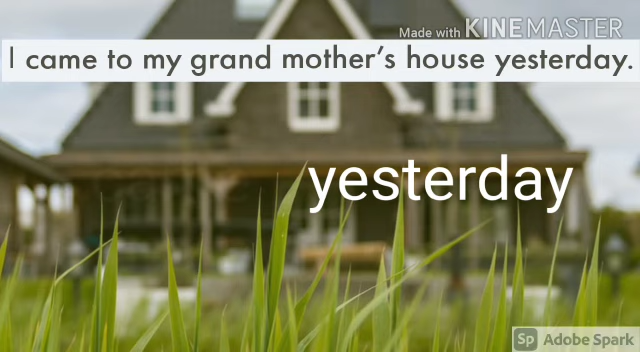 Made with KINEMASTER
I came to my grand mother’s house yesterday.
yesterday
Sp Adobe Spark